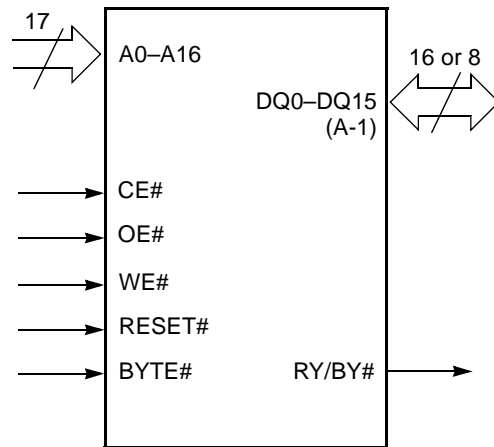 17
A0–A16
16 or 8
DQ0–DQ15
(A-1)
CE#
OE#
WE#
RESET#
BYTE#
RY/BY#